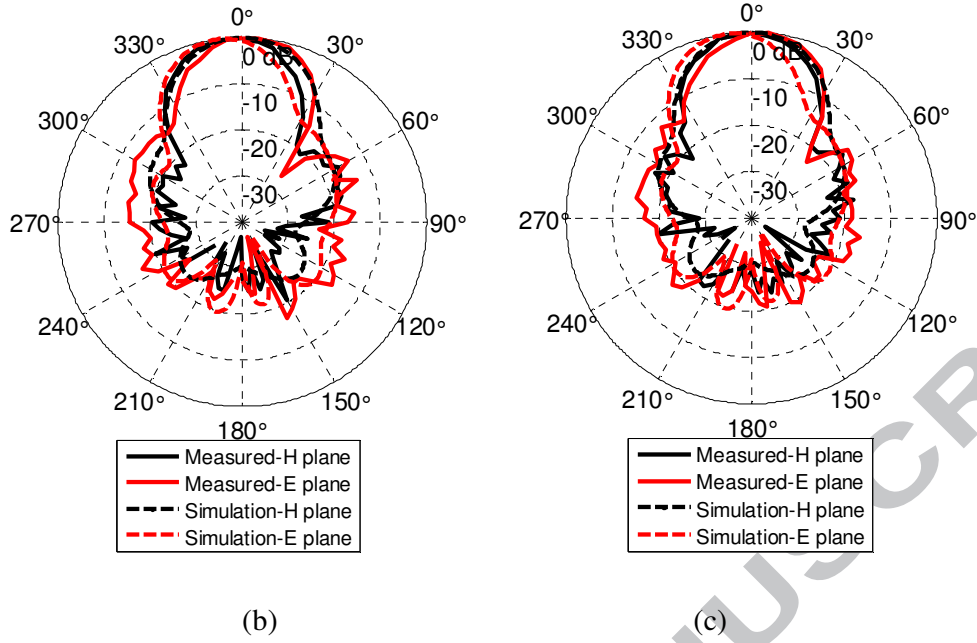 0°
330°
30°
0 dB
300°
-10
60°
-20
-30
270°
90°
240°
120°
210°
150°
180°
Measured-H plane
Measured-E plane
Simulation-H plane
Simulation-E plane
(b)
0°
330°
30°
0 dB
300°
-10
60°
-20
-30
270°
90°
240°
120°
210°
150°
180°
Measured-H plane
Measured-E plane
Simulation-H plane
Simulation-E plane
(c)
USCR